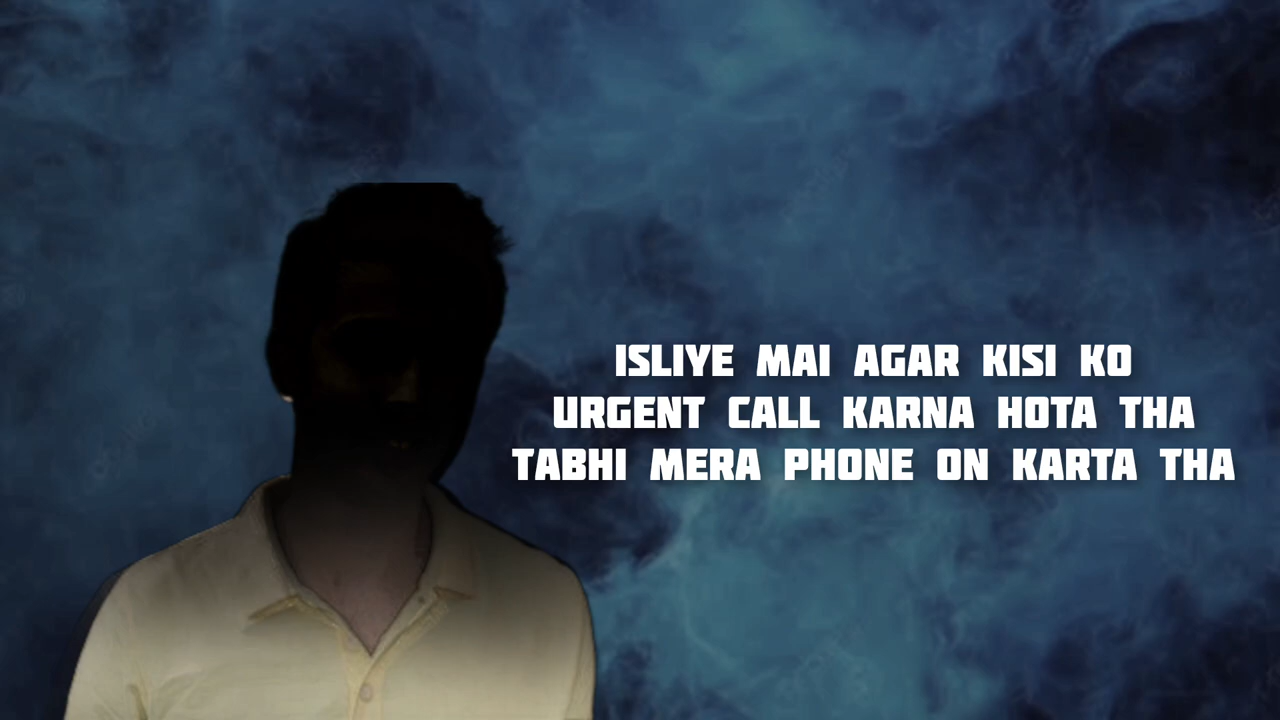 ISLIYE MAI AGAR KISI KO
URGENT CALL KARNA HOTA THA
TABHI MERA PHONE ON KARTA THA